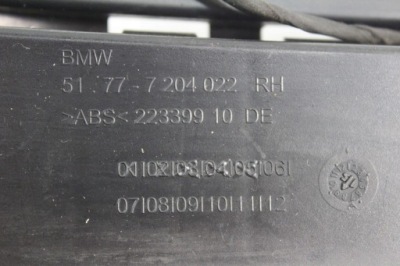 BMW
51.77-7 204 022 RH
>ABS< 223399 10 DE
01|02|03|04|05|06|
07|08|09|10|11|12